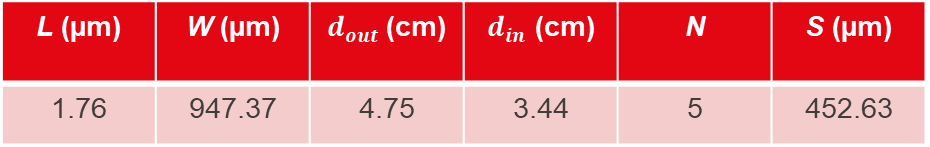 L (μm) W (μm) d_out (cm) d_in (cm) N S (μm)
1.76 947.37 4.75 3.44 5 452.63